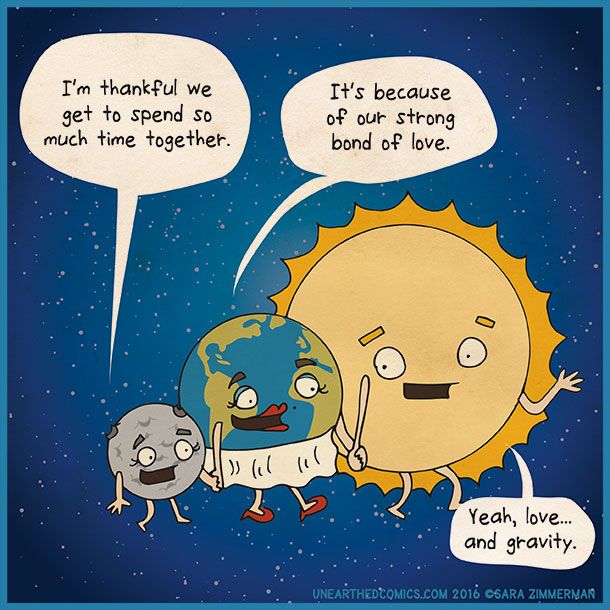 I'm thankful we
get to spend so
much time together.
It's because
of our strong
bond of love.
Yeah, love...
and gravity.
UNEARTHEDCOMICS.COM 2016 ©SARA ZIMMERMAN